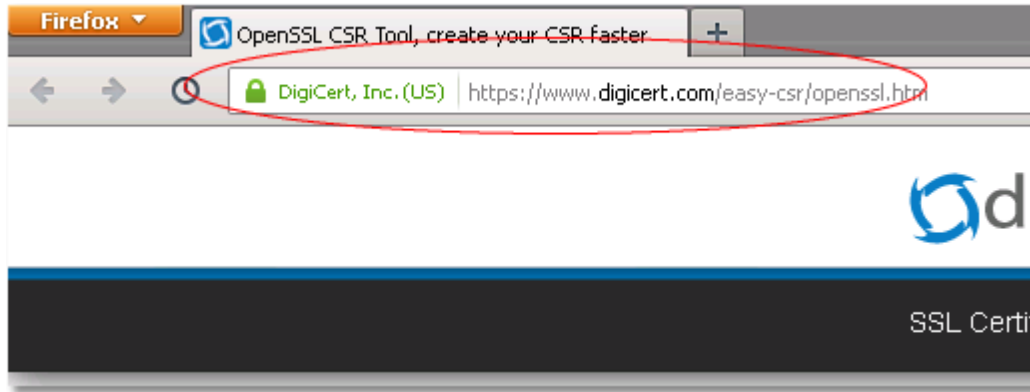 Firefox
OpenSSL CSR Tool, create your CSR faster
DigiCert, Inc. (US) https://www.digicert.com/easy-csr/openssl.htm
d
SSL Certi